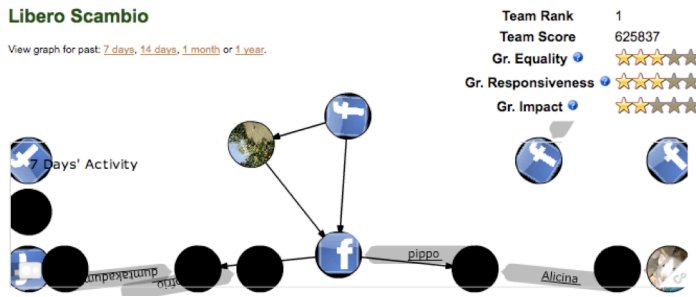 Libero Scambio
Team Rank 1
Team Score 625837
View graph for past: 7 days, 14 days, 1 month or 1 year.
Gr. Equality
Gr. Responsiveness
Gr. Impact
7 Days' Activity
pippo
dumtakadum
Alicina